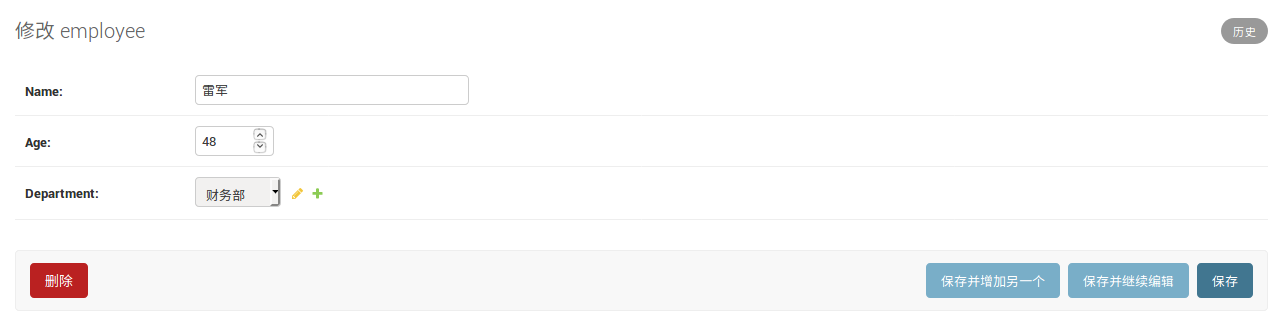 修改 employee
历史
Name: 雷军
Age: 48
Department: 财务部
删除 保存并增加另一个 保存并继续编辑 保存